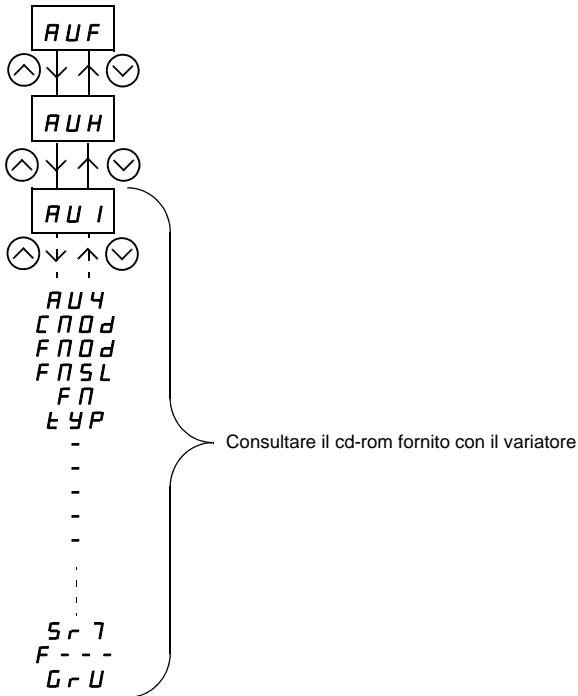 AUF
AUH
AU1
AU4
CMOd
FMOd
FMSL
FM
tYP
-
-
-
-
-
Consultare il cd-rom fornito con il variatore
Sr7
F---
GrU